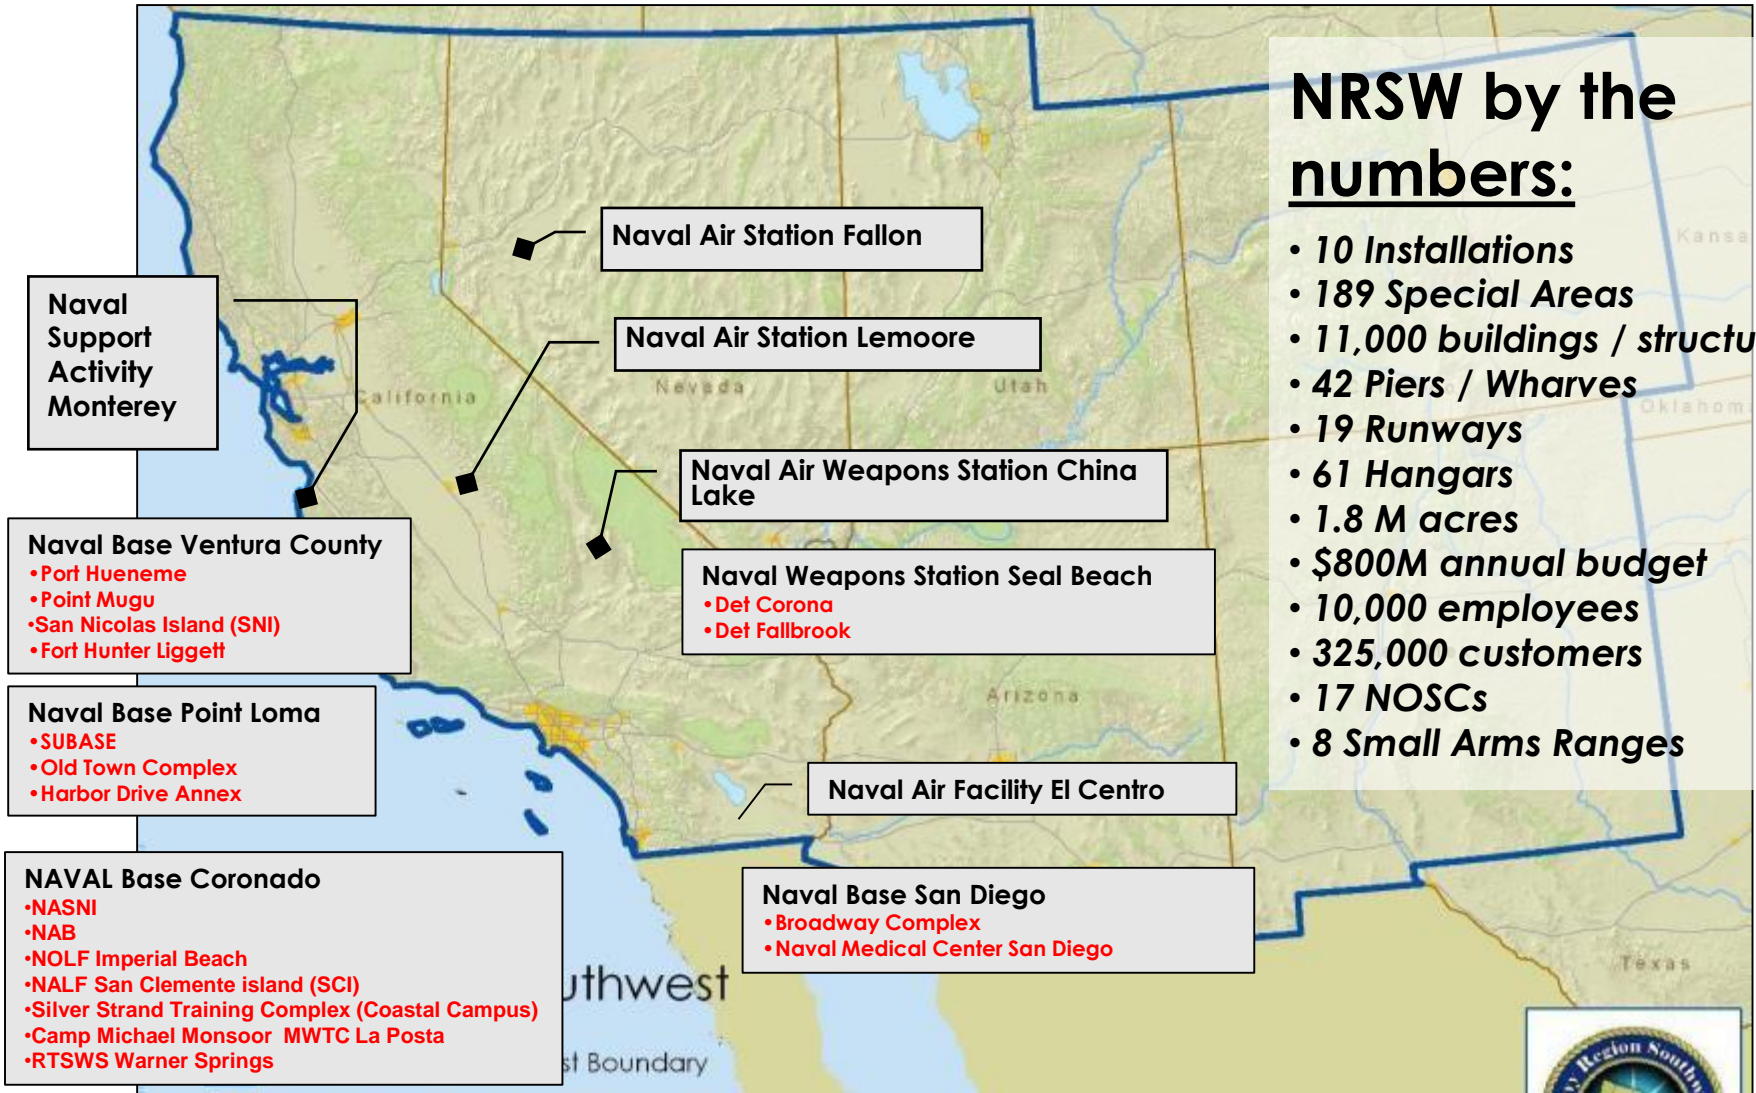 NRSW by the
numbers:
• 10 Installations
• 189 Special Areas
• 11,000 buildings / structu
• 42 Piers / Wharves
• 19 Runways
• 61 Hangars
• 1.8 M acres
• $800M annual budget
• 10,000 employees
• 325,000 customers
• 17 NOSCs
• 8 Small Arms Ranges
Naval Air Station Fallon
Naval
Support
Activity
Monterey
Naval Air Station Lemoore
California
Nevada
Utah
Kansa
Oklahoma
Naval Air Weapons Station China
Lake
Naval Base Ventura County
•Port Hueneme
•Point Mugu
•San Nicolas Island (SNI)
•Fort Hunter Liggett
Naval Weapons Station Seal Beach
•Det Corona
•Det Fallbrook
Arizona
Naval Base Point Loma
•SUBASE
•Old Town Complex
•Harbor Drive Annex
Naval Air Facility El Centro
NAVAL Base Coronado
•NASNI
•NAB
•NOLF Imperial Beach
•NALF San Clemente island (SCI)
•Silver Strand Training Complex (Coastal Campus)
•Camp Michael Monsoor MWTC La Posta
•RTSWS Warner Springs
Naval Base San Diego
•Broadway Complex
•Naval Medical Center San Diego
uthwest
st Boundary
Texas
y Region Southw